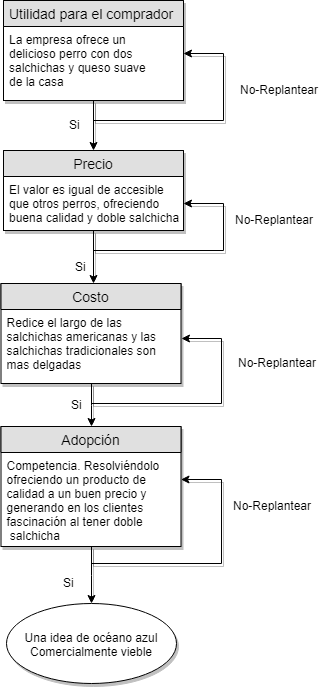 Utilidad para el comprador
La empresa ofrece un
delicioso perro con dos
salchichas y queso suave
de la casa
No-Replantear
Si
Precio
El valor es igual de accesible
que otros perros, ofreciendo
buena calidad y doble salchicha
No-Replantear
Si
Costo
Redice el largo de las
salchichas americanas y las
salchichas tradicionales son
mas delgadas
No-Replantear
Si
Adopción
Competencia. Resolviéndolo
ofreciendo un producto de
calidad a un buen precio y
generando en los clientes
fascinación al tener doble
salchicha
No-Replantear
Si
Una idea de océano azul
Comercialmente vieble